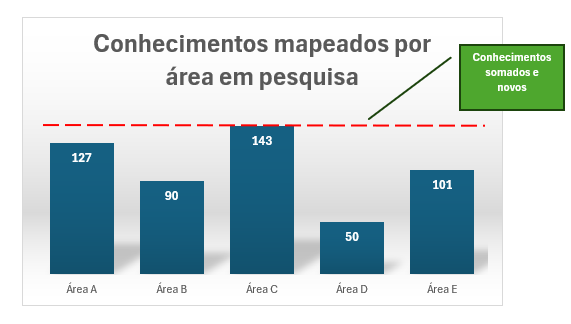 Conhecimentos mapeados por
área em pesquisa
Conhecimentos
somados e
novos
127
90
143
50
101
Área A
Área B
Área C
Área D
Área E